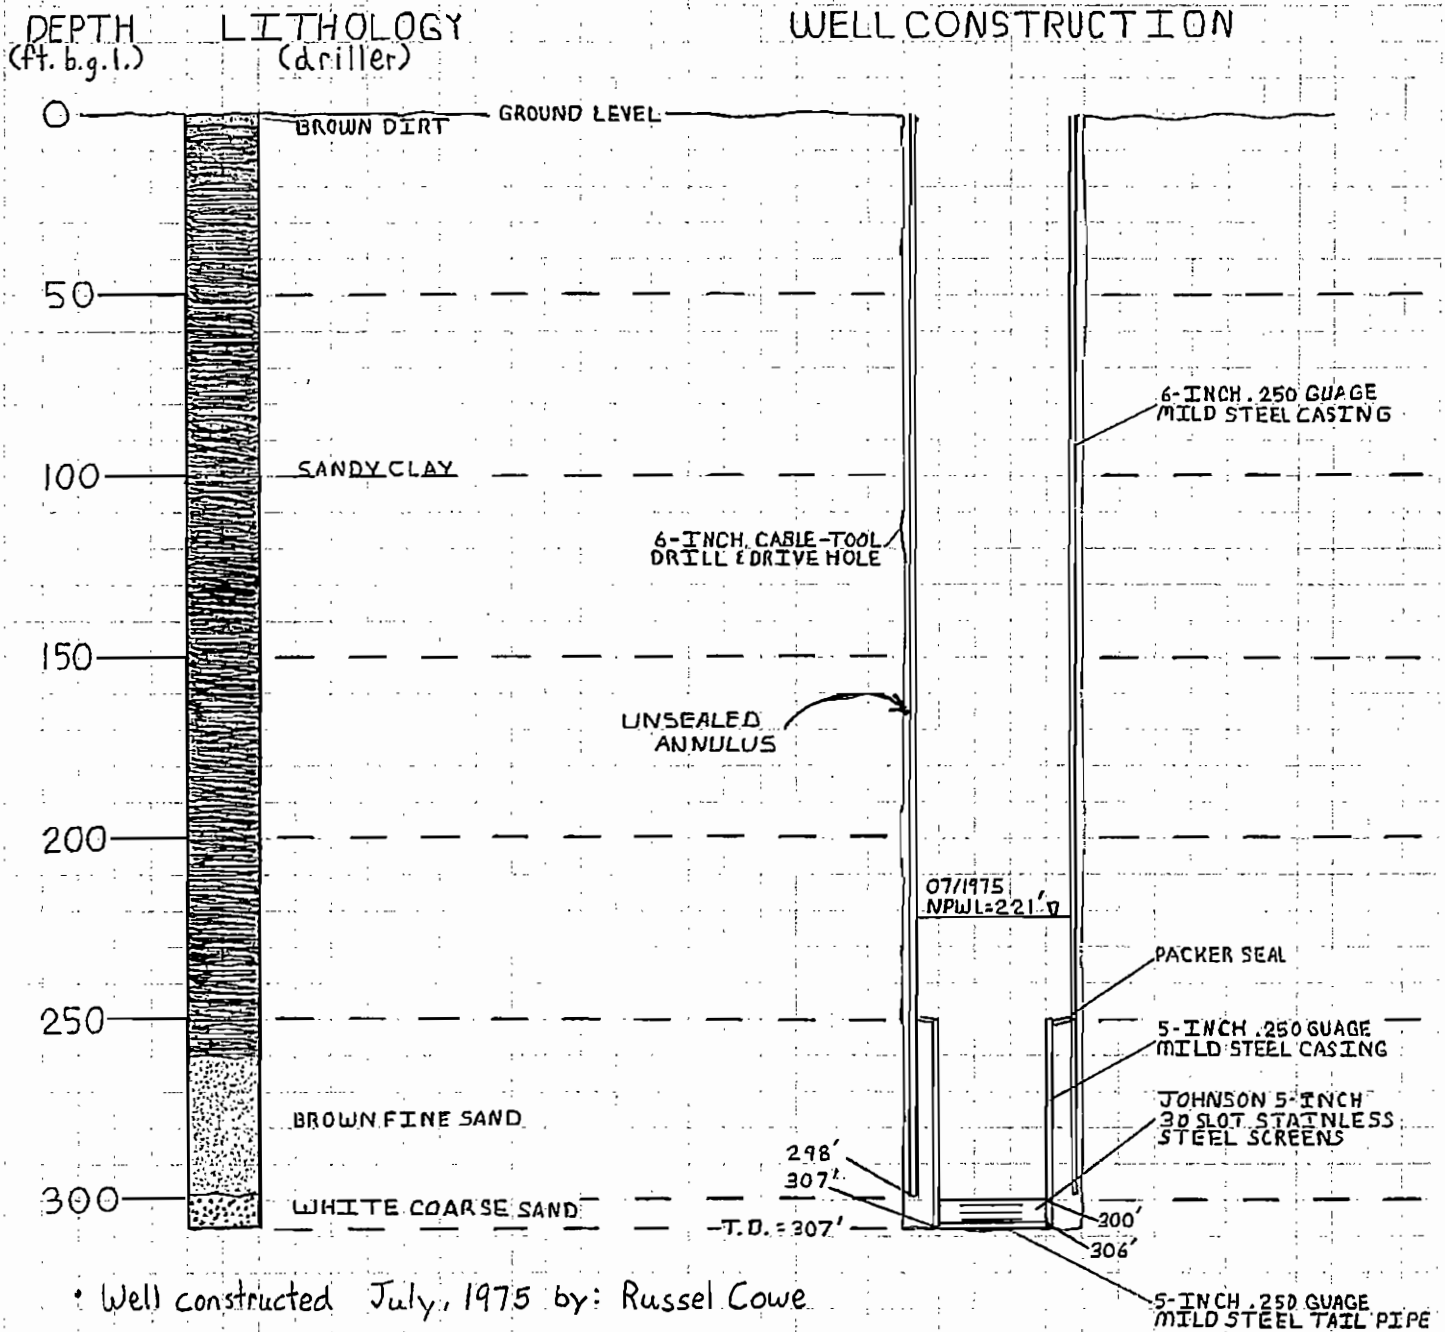 DEPTH
(ft. b.g.l.)
LITHOLOGY
(driller)
WELL CONSTRUCTION
0
GROUND LEVEL
BROWN DIRT
50
6-INCH .250 GUAGE
MILD STEEL CASING
100
SANDY CLAY
6-INCH CABLE-TOOL
DRILL & DRIVE HOLE
150
UNSEALED
ANNULUS
200
07/1975
NPWL=221'
PACKER SEAL
250
5-INCH .250 GUAGE
MILD STEEL CASING
BROWN FINE SAND
JOHNSON 5-INCH
30 SLOT STAINLESS
STEEL SCREENS
298'
307'
300
WHITE COARSE SAND
300'
T.D. = 307'
306'
• Well constructed July, 1975 by: Russel Cowe
5-INCH .250 GUAGE
MILD STEEL TAIL PIPE